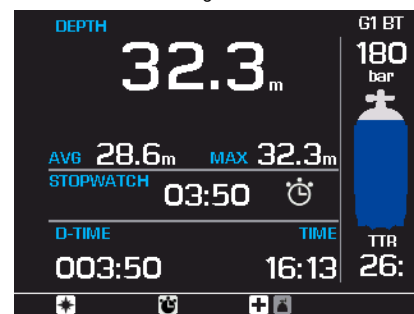 DEPTH
G1 BT
32.3m
180
bar
AVG 28.6m MAX 32.3m
STOPWATCH 03:50
D-TIME TIME
TTR
003:50 16:13
26: